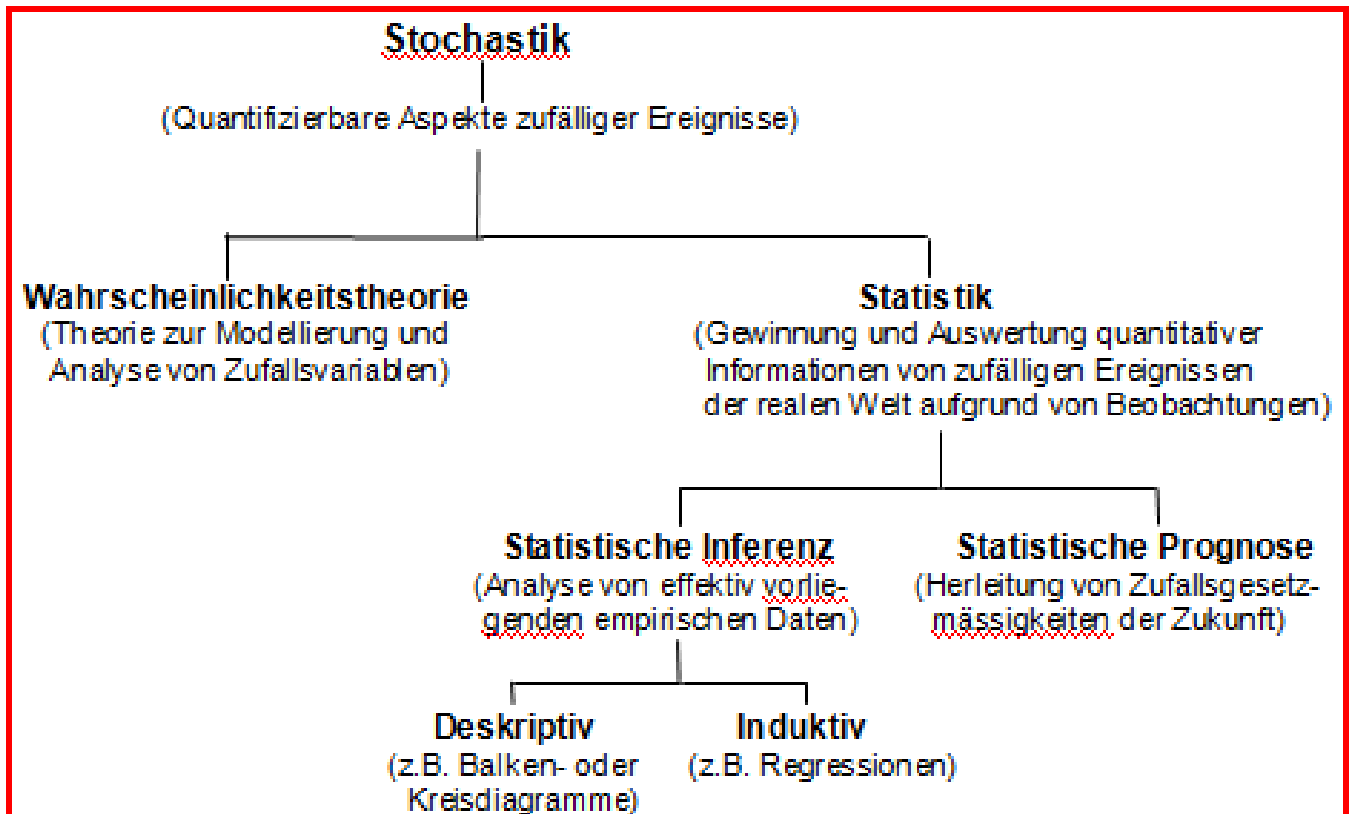 Stochastik
(Quantifizierbare Aspekte zufälliger Ereignisse)
Wahrscheinlichkeitstheorie
(Theorie zur Modellierung und
Analyse von Zufallsvariablen)
Statistik
(Gewinnung und Auswertung quantitativer
Informationen von zufälligen Ereignissen
der realen Welt aufgrund von Beobachtungen)
Statistische Inferenz
(Analyse von effektiv vorlie-
genden empirischen Daten)
Statistische Prognose
(Herleitung von Zufallsgesetz-
mässigkeiten der Zukunft)
Deskriptiv
(z.B. Balken- oder
Kreisdiagramme)
Induktiv
(z.B. Regressionen)